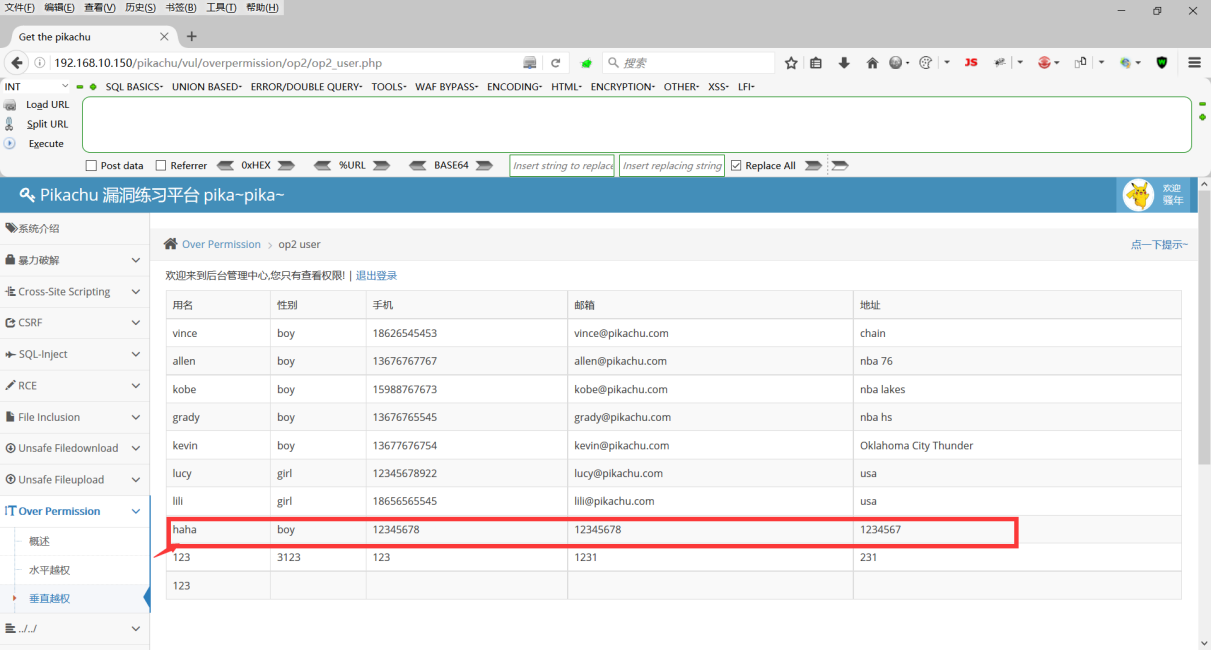 文件(F) 编辑(E) 查看(V) 历史(S) 书签(B) 工具(T) 帮助(H)
Get the pikachu
192.168.10.150/pikachu/vul/overpermission/op2/op2_user.php 搜索 JS
INT SQL BASICS UNION BASED ERROR/DOUBLE QUERY TOOLS WAF BYPASS ENCODING HTML ENCRYPTION OTHER XSS LFI
Load URL
Split URL
Execute
Post data Referrer 0xHEX %URL BASE64 Insert string to replace Insert replacing string Replace All
Pikachu 漏洞练习平台 pika~pika~
欢迎
骚年
系统介绍
暴力破解
Cross-Site Scripting
CSRF
SQL-Inject
RCE
File Inclusion
Unsafe Filedownload
Unsafe Fileupload
Over Permission
概述
水平越权
垂直越权
../../
Over Permission > op2 user 点一下提示~
欢迎来到后台管理中心,您只有查看权限! | 退出登录
用名 性别 手机 邮箱 地址
vince boy 18626545453 vince@pikachu.com chain
allen boy 13676767767 allen@pikachu.com nba 76
kobe boy 15988767673 kobe@pikachu.com nba lakes
grady boy 13676765545 grady@pikachu.com nba hs
kevin boy 13677676754 kevin@pikachu.com Oklahoma City Thunder
lucy girl 12345678922 lucy@pikachu.com usa
lili girl 18656565545 lili@pikachu.com usa
haha boy 12345678 12345678 1234567
123 3123 123 1231 231
123